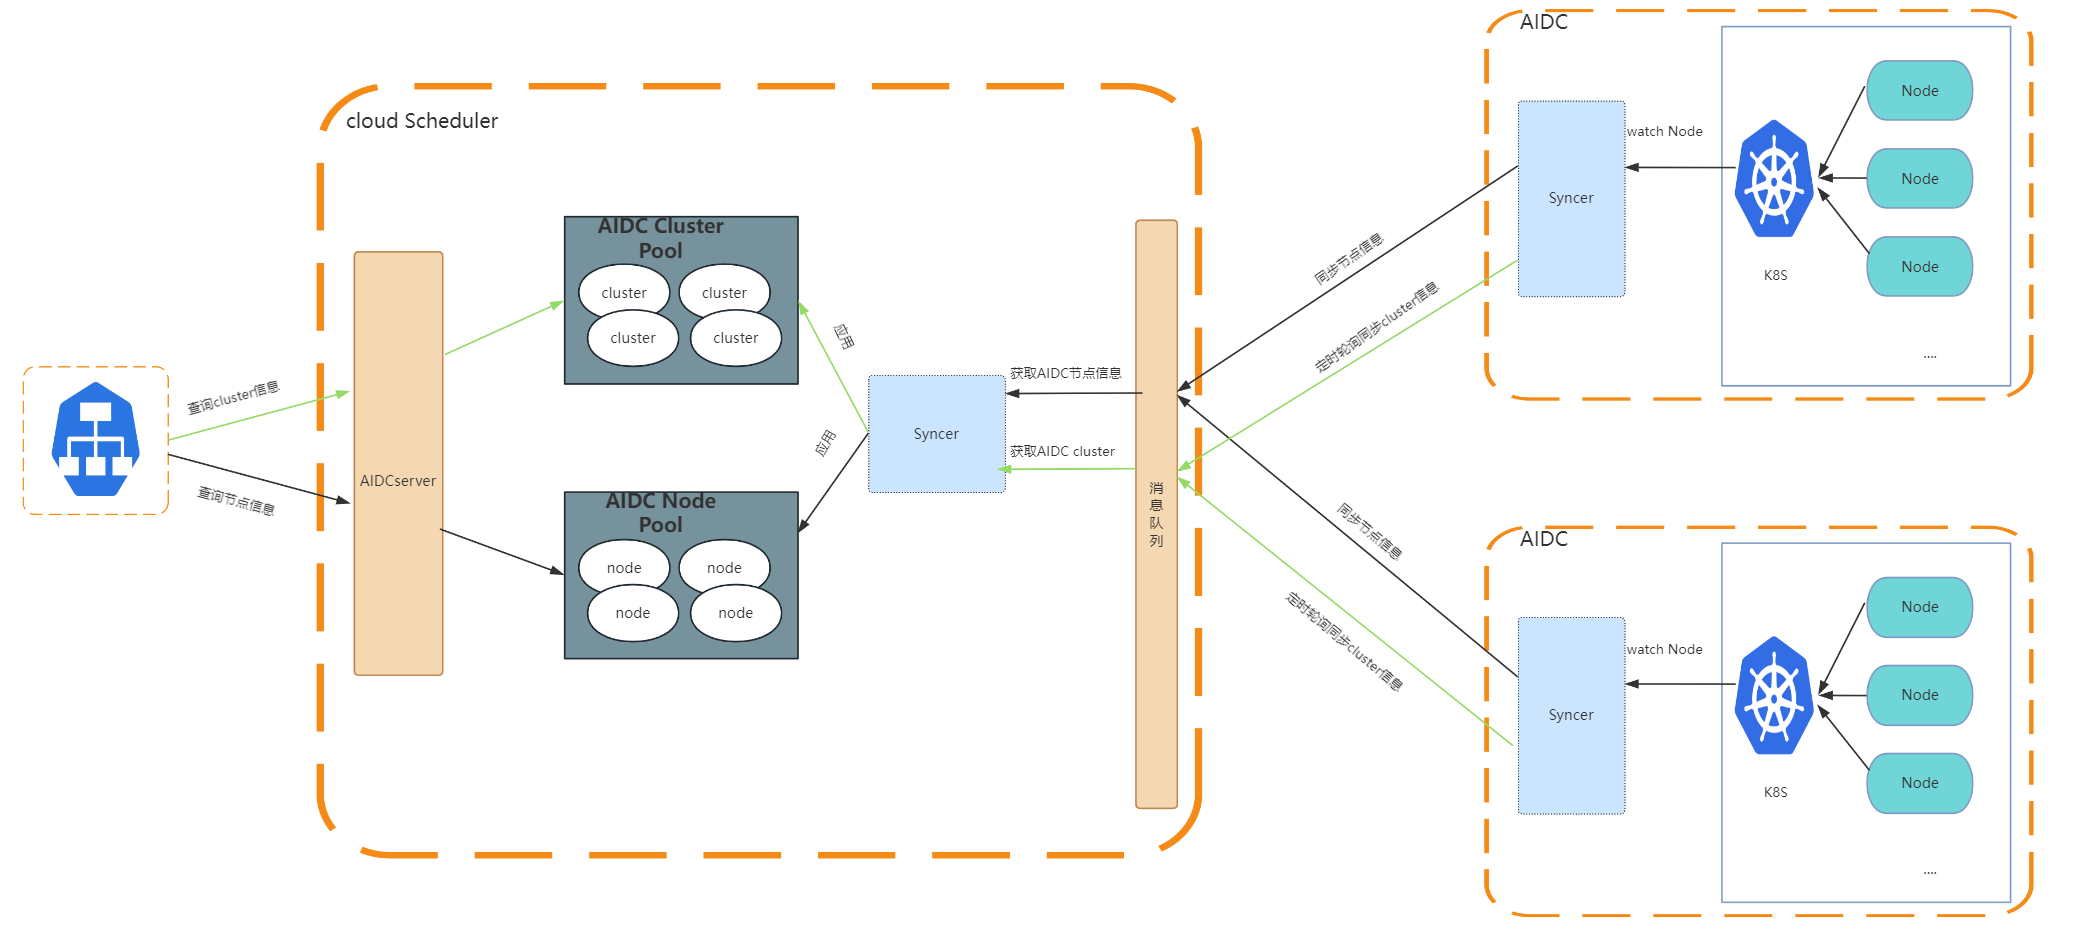 AIDC
cloud Scheduler
AIDC Cluster
Pool
cluster
cluster
cluster
cluster
AIDCserver
查询cluster信息
查询节点信息
AIDC Node
Pool
node
node
node
node
应用
应用
Syncer
获取AIDC节点信息
获取AIDC cluster
消
息
队
列
同步节点信息
定时轮询同步cluster信息
同步节点信息
定时轮询同步cluster信息
Syncer
watch Node
K8S
Node
Node
Node
....
AIDC
Syncer
watch Node
K8S
Node
Node
Node
....